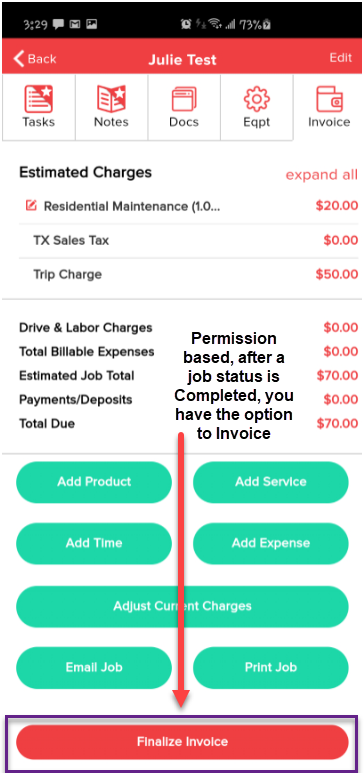 3:29 73%
Back Julie Test Edit
Tasks Notes Docs Eqpt Invoice
Estimated Charges expand all
Residential Maintenance (1.0... $20.00
TX Sales Tax $0.00
Trip Charge $50.00
Drive & Labor Charges $0.00
Total Billable Expenses $0.00
Estimated Job Total $70.00
Payments/Deposits $0.00
Total Due $70.00
Permission
based, after a
job status is
Completed, you
have the option
to Invoice
Add Product Add Service
Add Time Add Expense
Adjust Current Charges
Email Job Print Job
Finalize Invoice